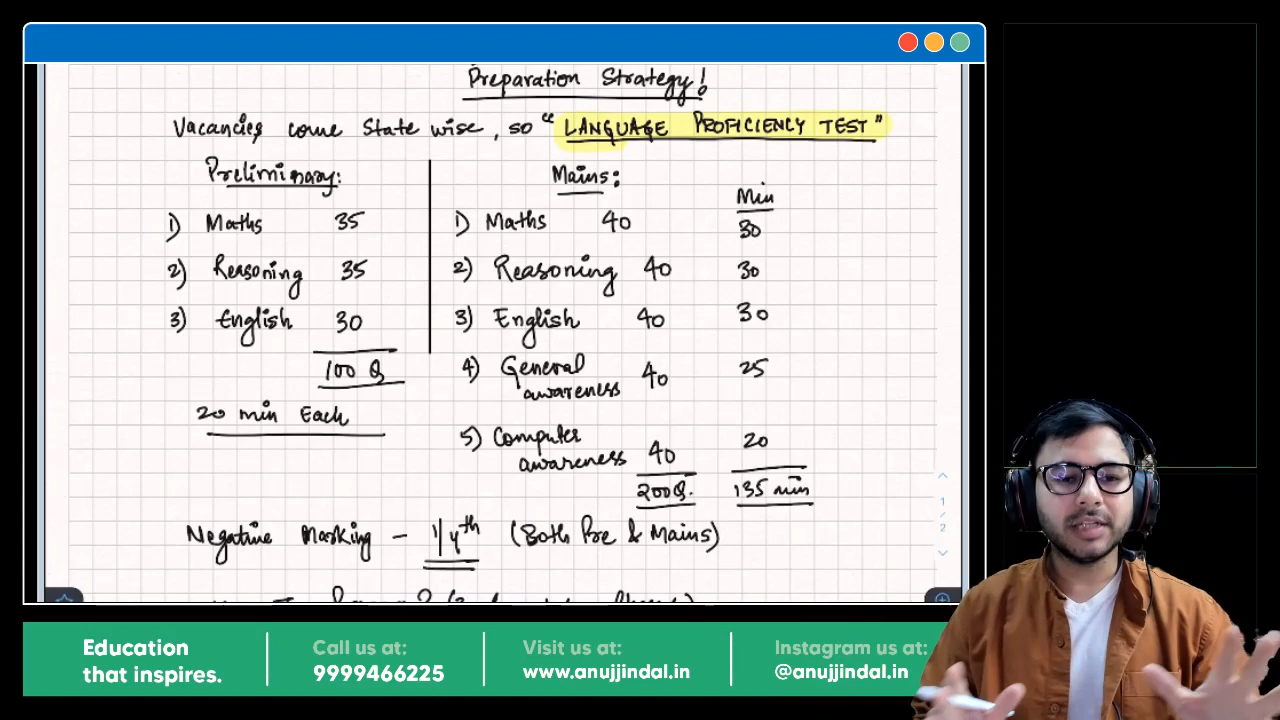 Preparation Strategy!
Vacancies come State wise, so "LANGUAGE PROFICIENCY TEST"
Preliminary:
1) Maths 35
2) Reasoning 35
3) English 30
100 Q
20 min Each
Mains:
Min
1) Maths 40 30
2) Reasoning 40 30
3) English 40 30
4) General awareness 40 25
5) Computer awareness 40 20
200Q. 135 min
Negative Marking - 1/4th (Both Pre & Mains)
1
2
Education
that inspires.
Call us at:
9999466225
Visit us at:
www.anujjindal.in
Instagram us at:
@anujjindal.in